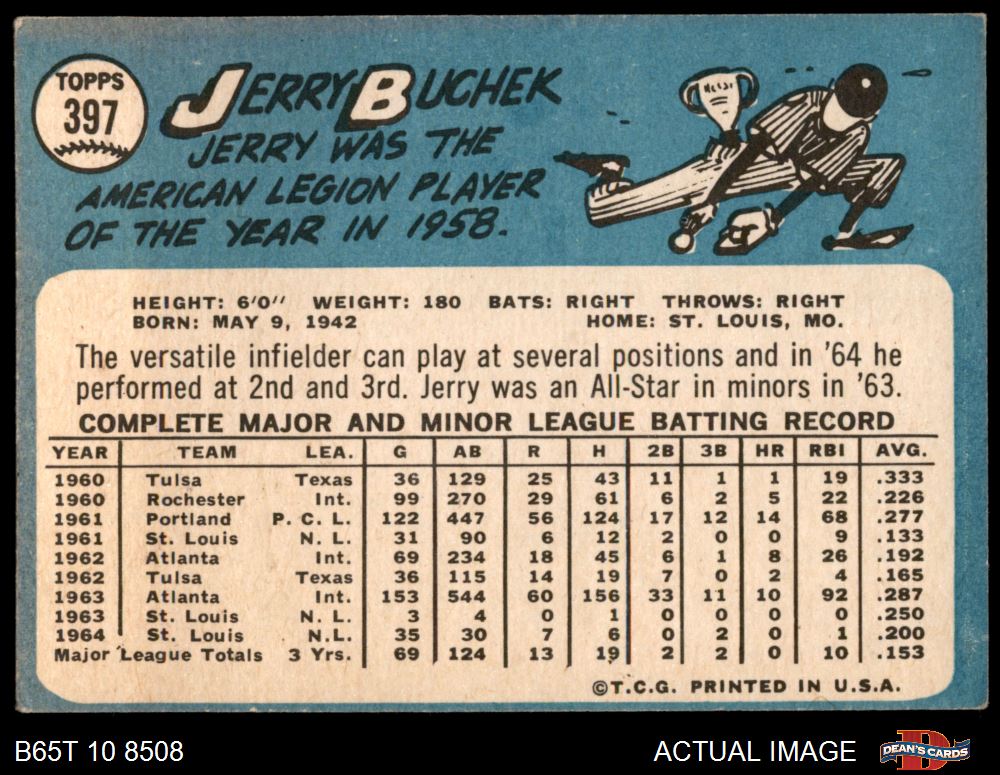 TOPPS
397
JERRY BUCHEK
JERRY WAS THE
AMERICAN LEGION PLAYER
OF THE YEAR IN 1958.
HEIGHT: 6'0" WEIGHT: 180 BATS: RIGHT THROWS: RIGHT
BORN: MAY 9, 1942 HOME: ST. LOUIS, MO.
The versatile infielder can play at several positions and in '64 he
performed at 2nd and 3rd. Jerry was an All-Star in minors in '63.
COMPLETE MAJOR AND MINOR LEAGUE BATTING RECORD
YEAR TEAM LEA. G AB R H 2B 3B HR RBI AVG.
1960 Tulsa Texas 36 129 25 43 11 1 1 19 .333
1960 Rochester Int. 99 270 29 61 6 2 5 22 .226
1961 Portland P. C. L. 122 447 56 124 17 12 14 68 .277
1961 St. Louis N. L. 31 90 6 12 2 0 0 9 .133
1962 Atlanta Int. 69 234 18 45 6 1 8 26 .192
1962 Tulsa Texas 36 115 14 19 7 0 2 4 .165
1963 Atlanta Int. 153 544 60 156 33 11 10 92 .287
1963 St. Louis N. L. 3 4 0 1 0 0 0 0 .250
1964 St. Louis N.L. 35 30 7 6 0 2 0 1 .200
Major League Totals 3 Yrs. 69 124 13 19 2 2 0 10 .153
©T.C.G. PRINTED IN U.S.A.
B65T 10 8508 ACTUAL IMAGE DEAN'S CARDS